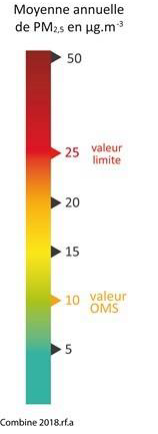 Moyenne annuelle
de PM2,5 en µg.m-3
50
25 valeur
limite
20
15
10 valeur
OMS
5
Combine 2018.rf.a